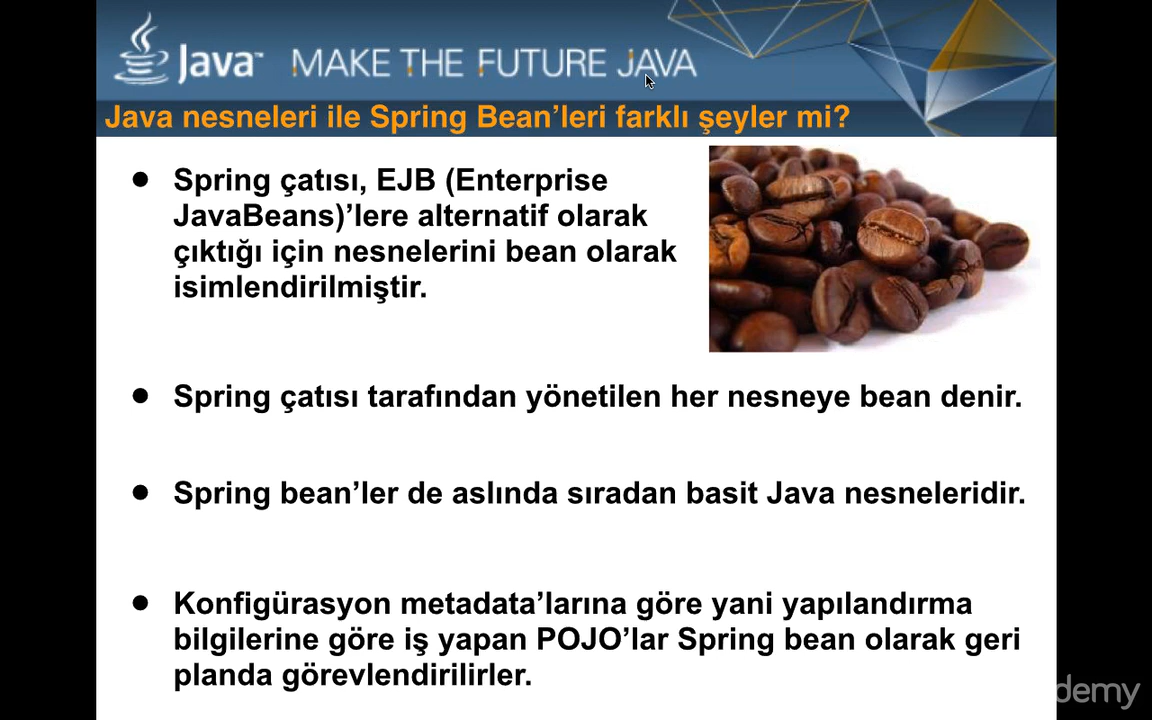 Java™ MAKE THE FUTURE JAVA
Java nesneleri ile Spring Bean’leri farklı şeyler mi?
● Spring çatısı, EJB (Enterprise
JavaBeans)’lere alternatif olarak
çıktığı için nesnelerini bean olarak
isimlendirilmiştir.
● Spring çatısı tarafından yönetilen her nesneye bean denir.
● Spring bean’ler de aslında sıradan basit Java nesneleridir.
● Konfigürasyon metadata’larına göre yani yapılandırma
bilgilerine göre iş yapan POJO’lar Spring bean olarak geri
planda görevlendirilirler.
demy